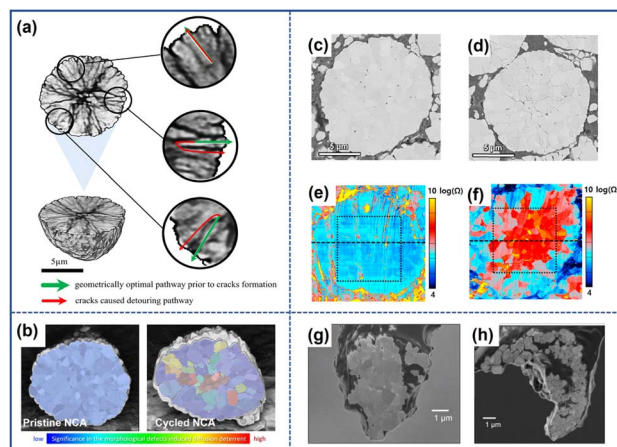 (a)
5μm
geometrically optimal pathway prior to cracks formation
cracks caused detouring pathway
(b)
Pristine NCA
Cycled NCA
low
Significance in the morphological defects induced diffusion deterrent
high
(c)
5 μm
(d)
5 μm
(e)
10 log(Ω)
4
(f)
10 log(Ω)
4
(g)
1 μm
(h)
1 μm